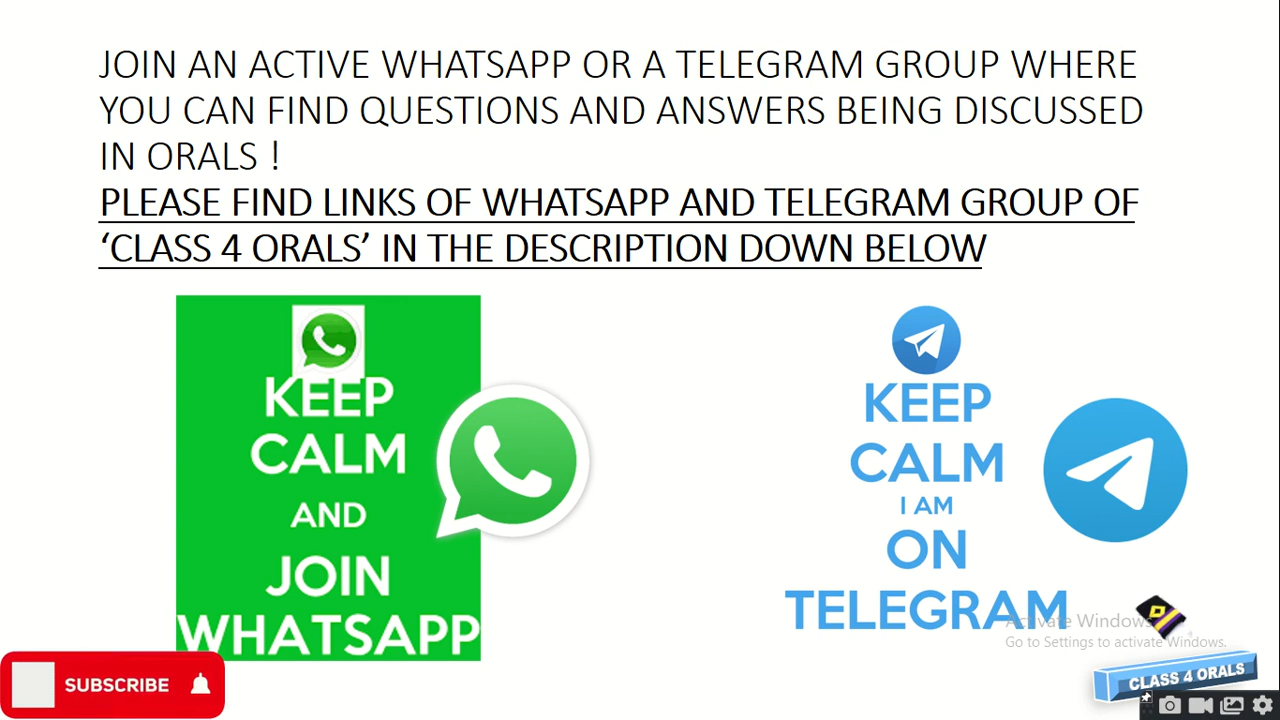 JOIN AN ACTIVE WHATSAPP OR A TELEGRAM GROUP WHERE
YOU CAN FIND QUESTIONS AND ANSWERS BEING DISCUSSED
IN ORALS !
PLEASE FIND LINKS OF WHATSAPP AND TELEGRAM GROUP OF
‘CLASS 4 ORALS’ IN THE DESCRIPTION DOWN BELOW
KEEP
CALM
AND
JOIN
WHATSAPP
KEEP
CALM
I AM
ON
TELEGRAM
Activate Windows
Go to Settings to activate Windows.
SUBSCRIBE
CLASS 4 ORALS